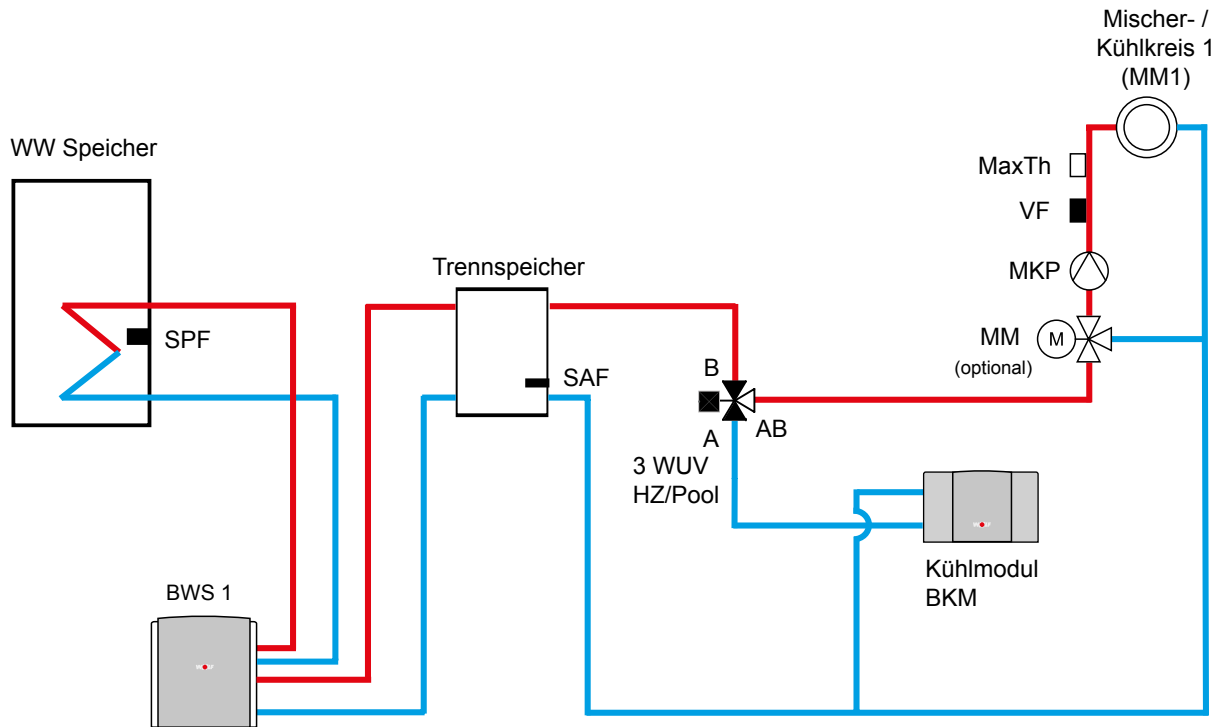 Mischer- /
Kühlkreis 1
(MM1)
WW Speicher
MaxTh
VF
Trennspeicher
MKP
SPF
MM
M
(optional)
SAF
B
A
AB
3 WUV
HZ/Pool
Kühlmodul
BKM
BWS 1